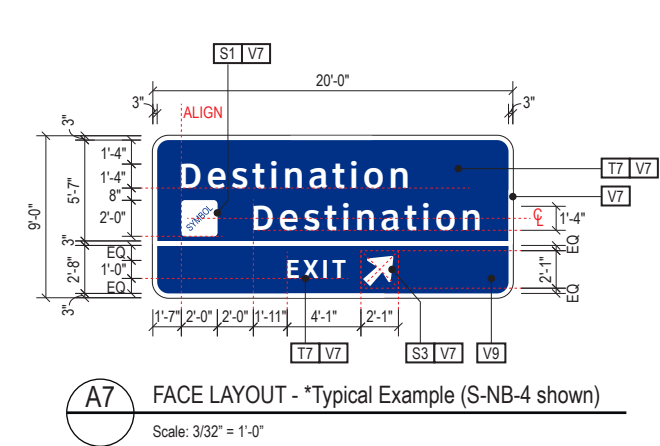 S1 V7
20'-0"
3" 3"
ALIGN
3"
1'-4"
Destination
T7 V7
1'-4"
5'-7"
8"
V7
9'-0"
2'-0"
SYMBOL
Destination
CL
1'-4"
3"
EQ
EQ
2'-8"
1'-0"
EXIT
2'-1"
EQ
EQ
3"
1'-7" 2'-0" 2'-0" 1'-11" 4'-1" 2'-1"
T7 V7 S3 V7 V9
A7
FACE LAYOUT - *Typical Example (S-NB-4 shown)
Scale: 3/32” = 1’-0”